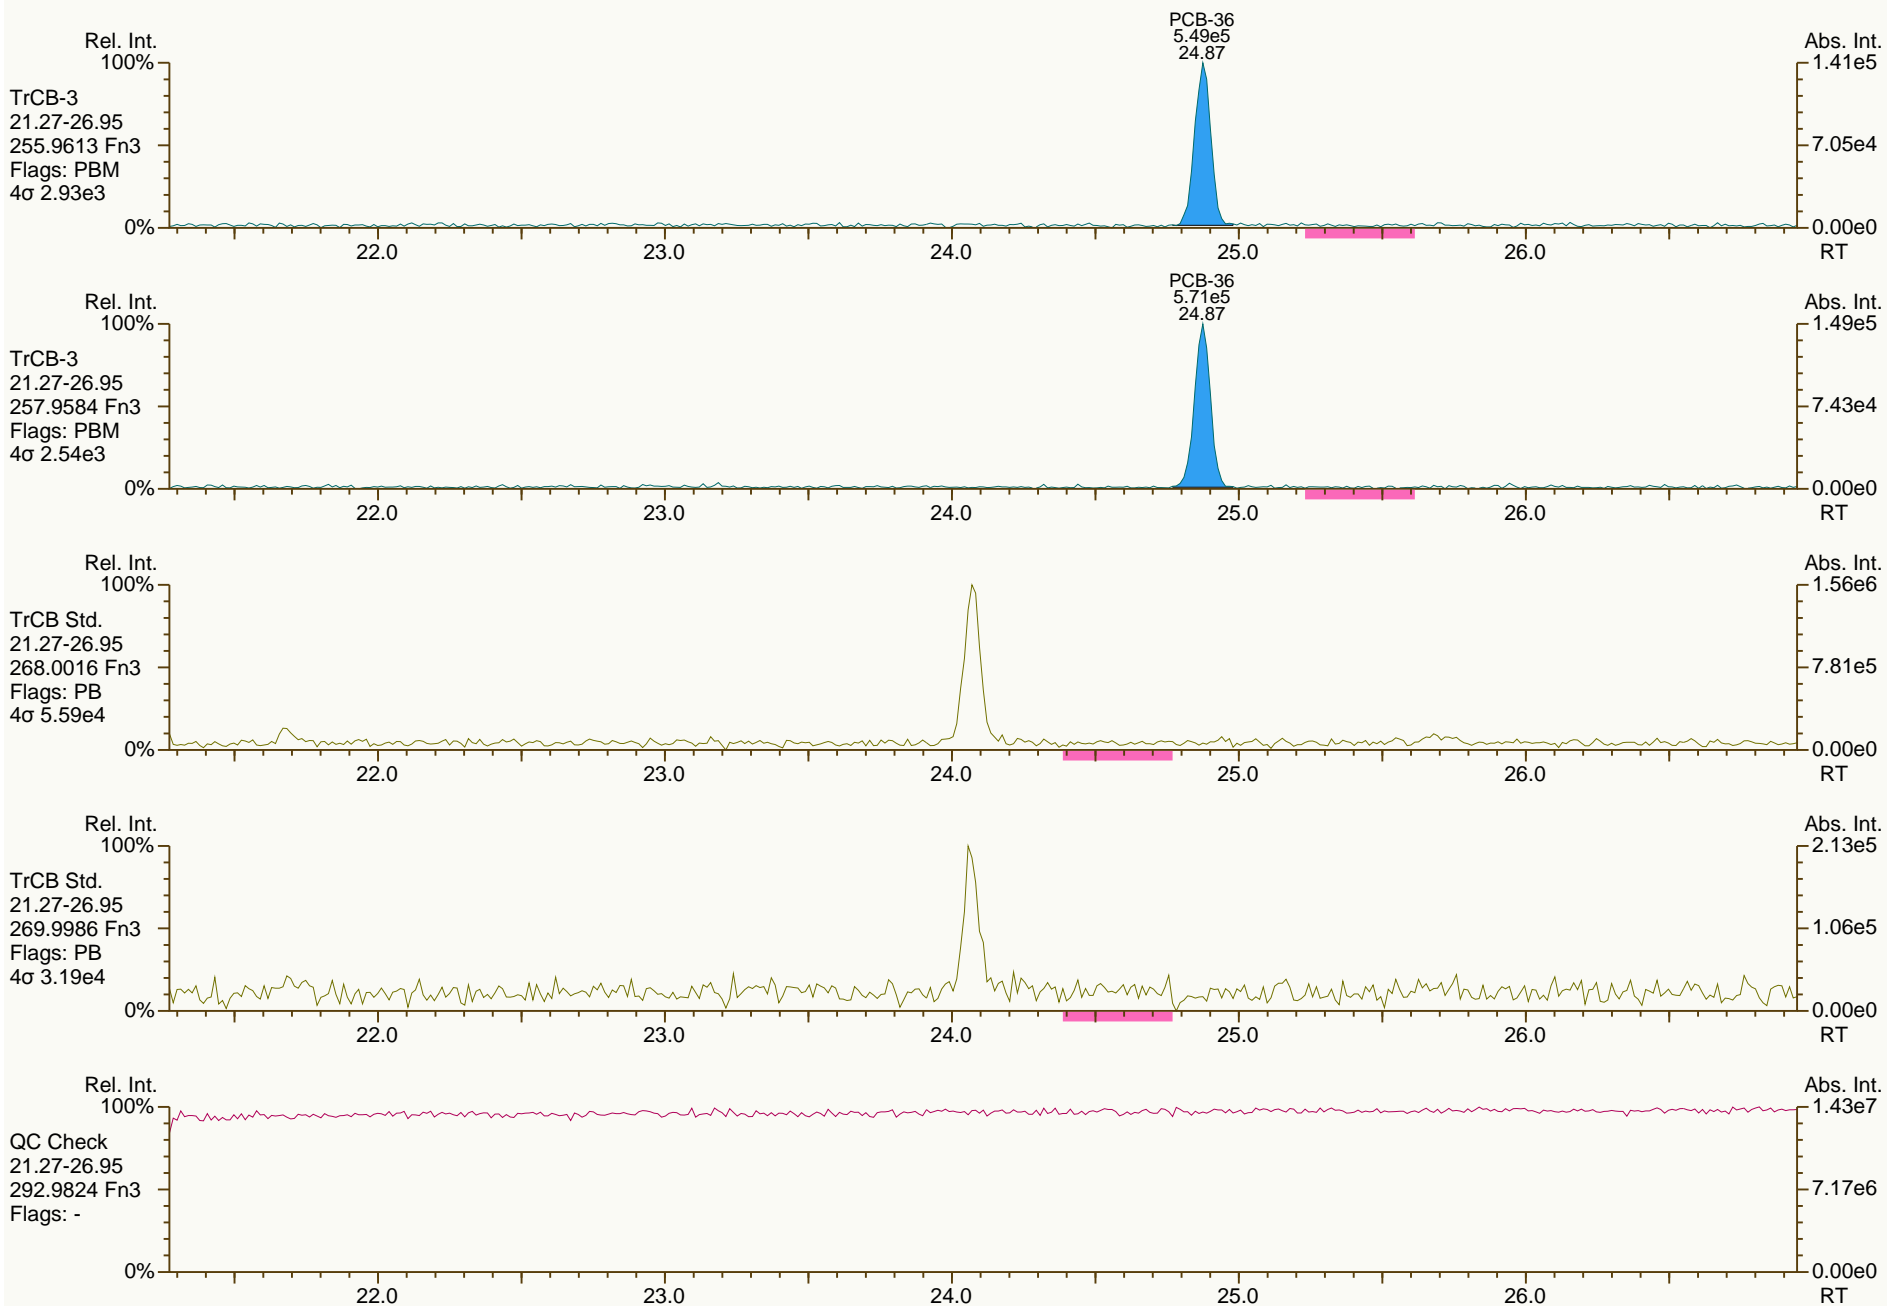 PCB-36
5.49e5
24.87
Rel. Int.
Abs. Int.
100%
1.41e5
TrCB-3
21.27-26.95
255.9613 Fn3
7.05e4
Flags: PBM
4σ 2.93e3
0%
0.00e0
22.0 23.0 24.0 25.0 26.0 RT
PCB-36
5.71e5
24.87
Rel. Int.
Abs. Int.
100%
1.49e5
TrCB-3
21.27-26.95
257.9584 Fn3
7.43e4
Flags: PBM
4σ 2.54e3
0%
0.00e0
22.0 23.0 24.0 25.0 26.0 RT
Rel. Int.
Abs. Int.
100%
1.56e6
TrCB Std.
21.27-26.95
268.0016 Fn3
7.81e5
Flags: PB
4σ 5.59e4
0%
0.00e0
22.0 23.0 24.0 25.0 26.0 RT
Rel. Int.
Abs. Int.
100%
2.13e5
TrCB Std.
21.27-26.95
269.9986 Fn3
1.06e5
Flags: PB
4σ 3.19e4
0%
0.00e0
22.0 23.0 24.0 25.0 26.0 RT
Rel. Int.
Abs. Int.
100%
1.43e7
QC Check
21.27-26.95
292.9824 Fn3
7.17e6
Flags: -
0%
0.00e0
22.0 23.0 24.0 25.0 26.0 RT